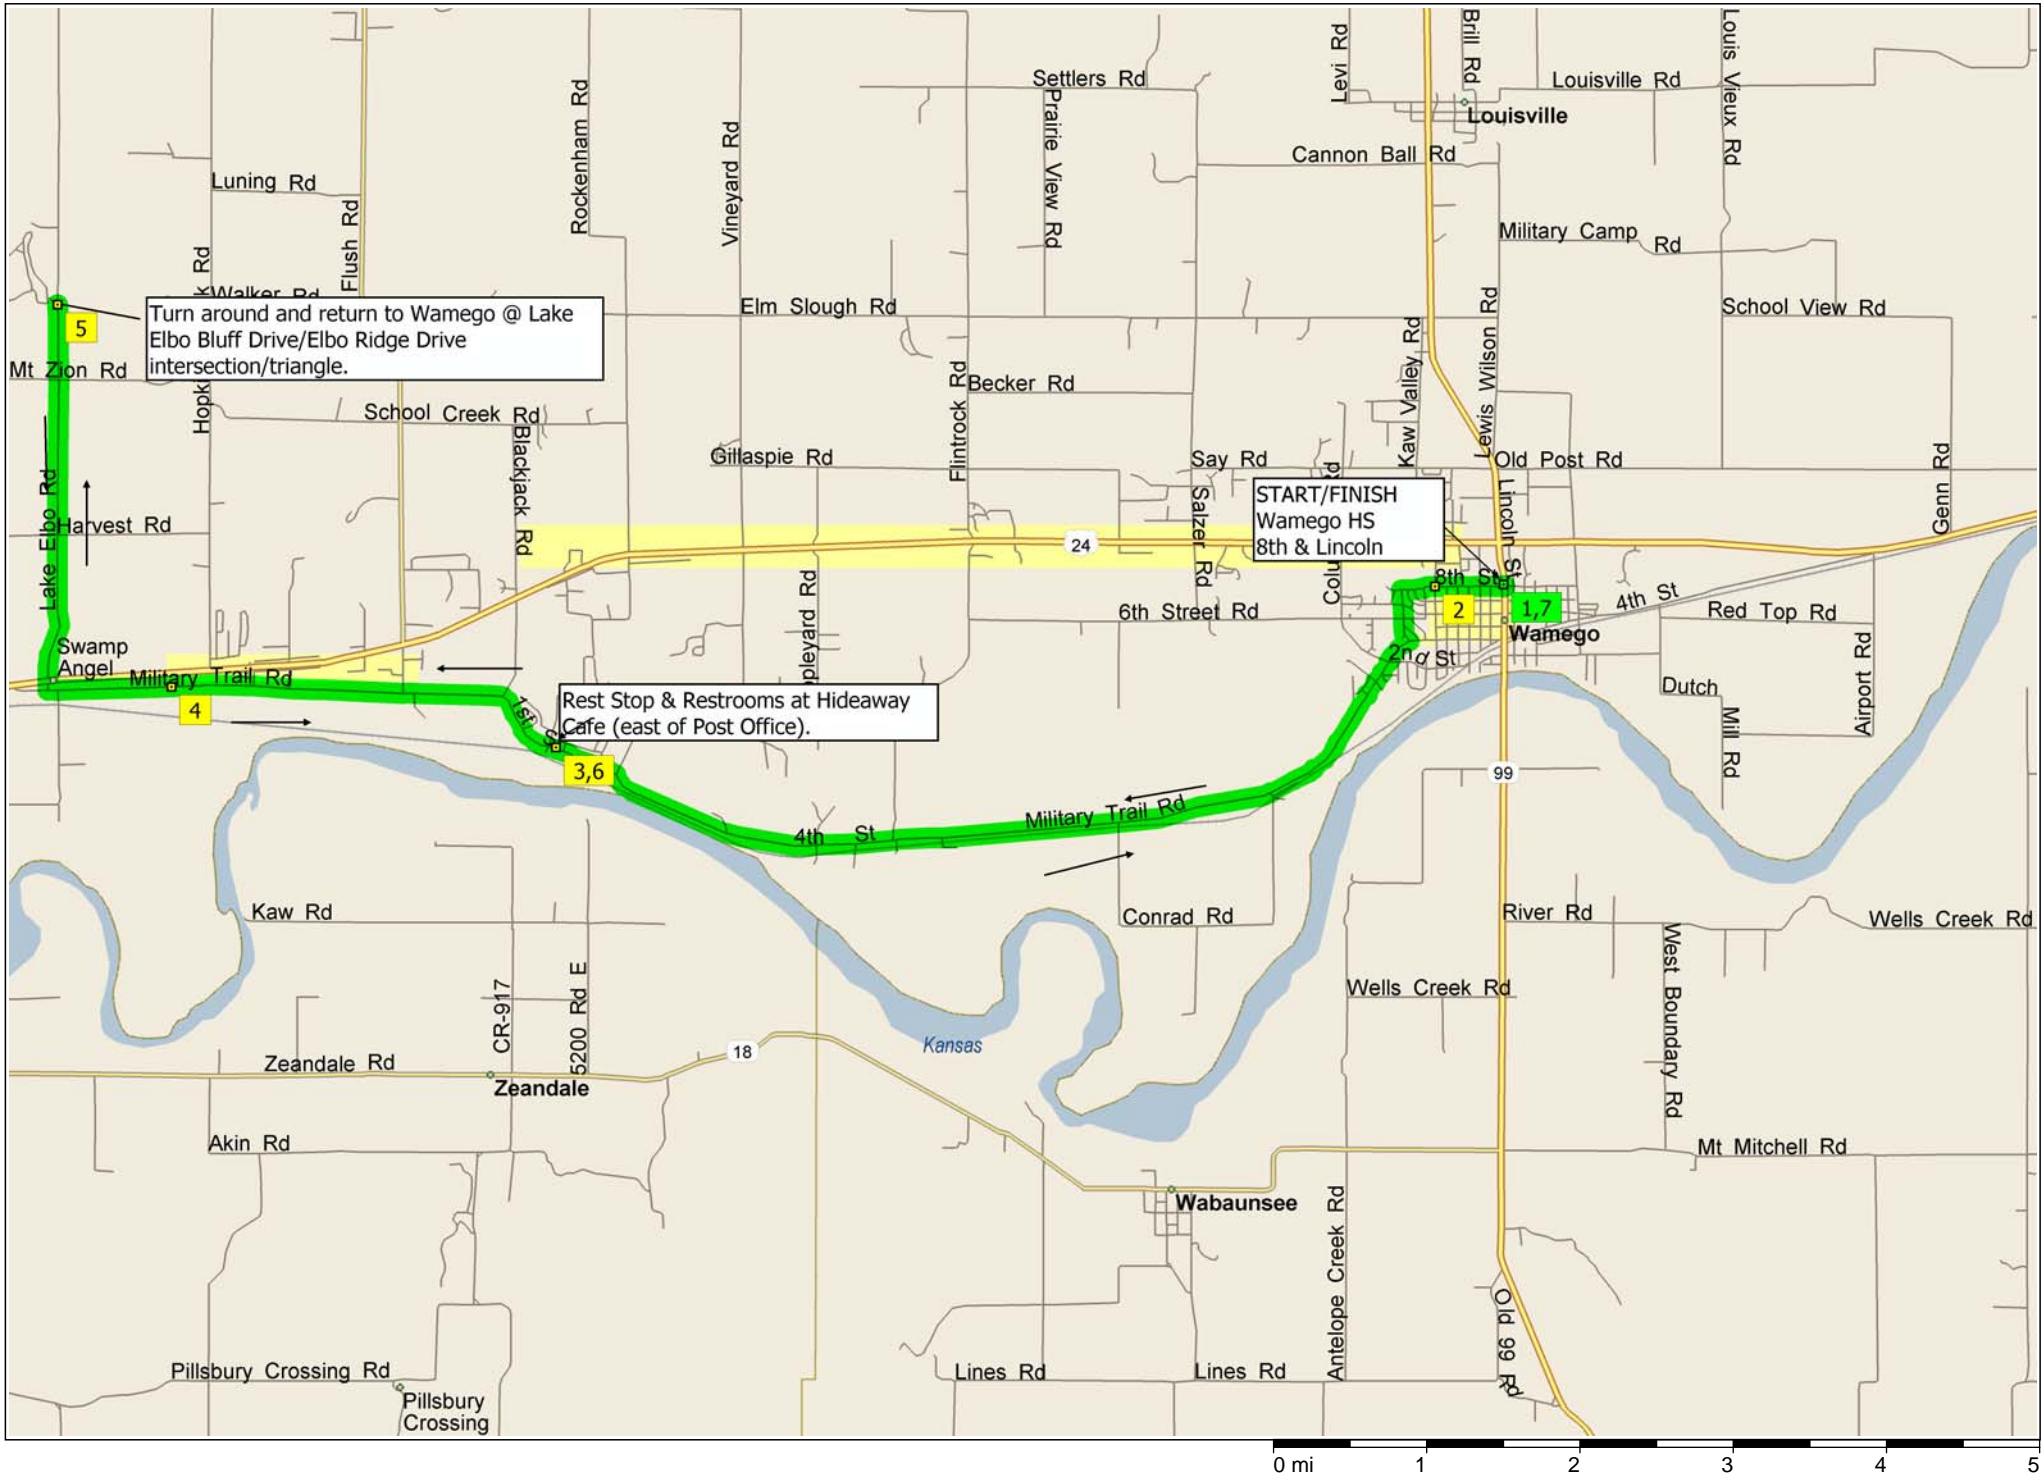 Settlers Rd
Levi Rd
Brill Rd
Louisville Rd
Louis Vieux Rd
Louisville
Prairie View Rd
Rockenham Rd
Vineyard Rd
Cannon Ball Rd
Luning Rd
Flush Rd
Military Camp Rd
k Rd
Walker Rd
Turn around and return to Wamego @ Lake
Elbo Bluff Drive/Elbo Ridge Drive
intersection/triangle.
5
Elm Slough Rd
School View Rd
Kaw Valley Rd
Lewis Wilson Rd
Mt Zion Rd
Hopki
Flintrock Rd
Becker Rd
School Creek Rd
Blackjack Rd
Gillaspie Rd
Say Rd
Old Post Rd
Genn Rd
START/FINISH
Wamego HS
8th & Lincoln
Lincoln St
Salzer Rd
Colu
Rd
Lake Elbo Rd
Harvest Rd
24
8th St
2
1,7
4th St
Red Top Rd
6th Street Rd
ppleyard Rd
Wamego
Swamp
Angel
2nd St
Military Trail Rd
4
Dutch
Mill Rd
Airport Rd
1st S
Rest Stop & Restrooms at Hideaway
Cafe (east of Post Office).
3,6
99
Military Trail Rd
4th St
Kaw Rd
Conrad Rd
River Rd
Wells Creek Rd
West Boundary Rd
CR-917
5200 Rd E
Wells Creek Rd
Kansas
18
Zeandale Rd
Zeandale
Akin Rd
Mt Mitchell Rd
Wabaunsee
Antelope Creek Rd
Old 99 Rd
Pillsbury Crossing Rd
Pillsbury
Crossing
Lines Rd
Lines Rd
0 mi 1 2 3 4 5